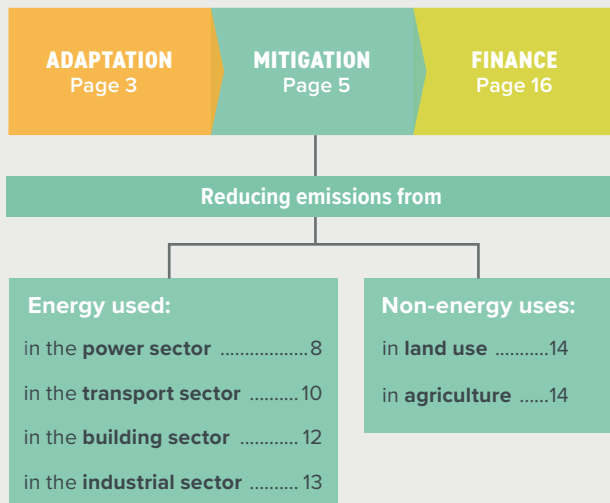 ADAPTATION
Page 3
MITIGATION
Page 5
FINANCE
Page 16
Reducing emissions from
Energy used:
in the power sector ..................8
in the transport sector ..........10
in the building sector ............12
in the industrial sector ..........13
Non-energy uses:
in land use ...........14
in agriculture ......14